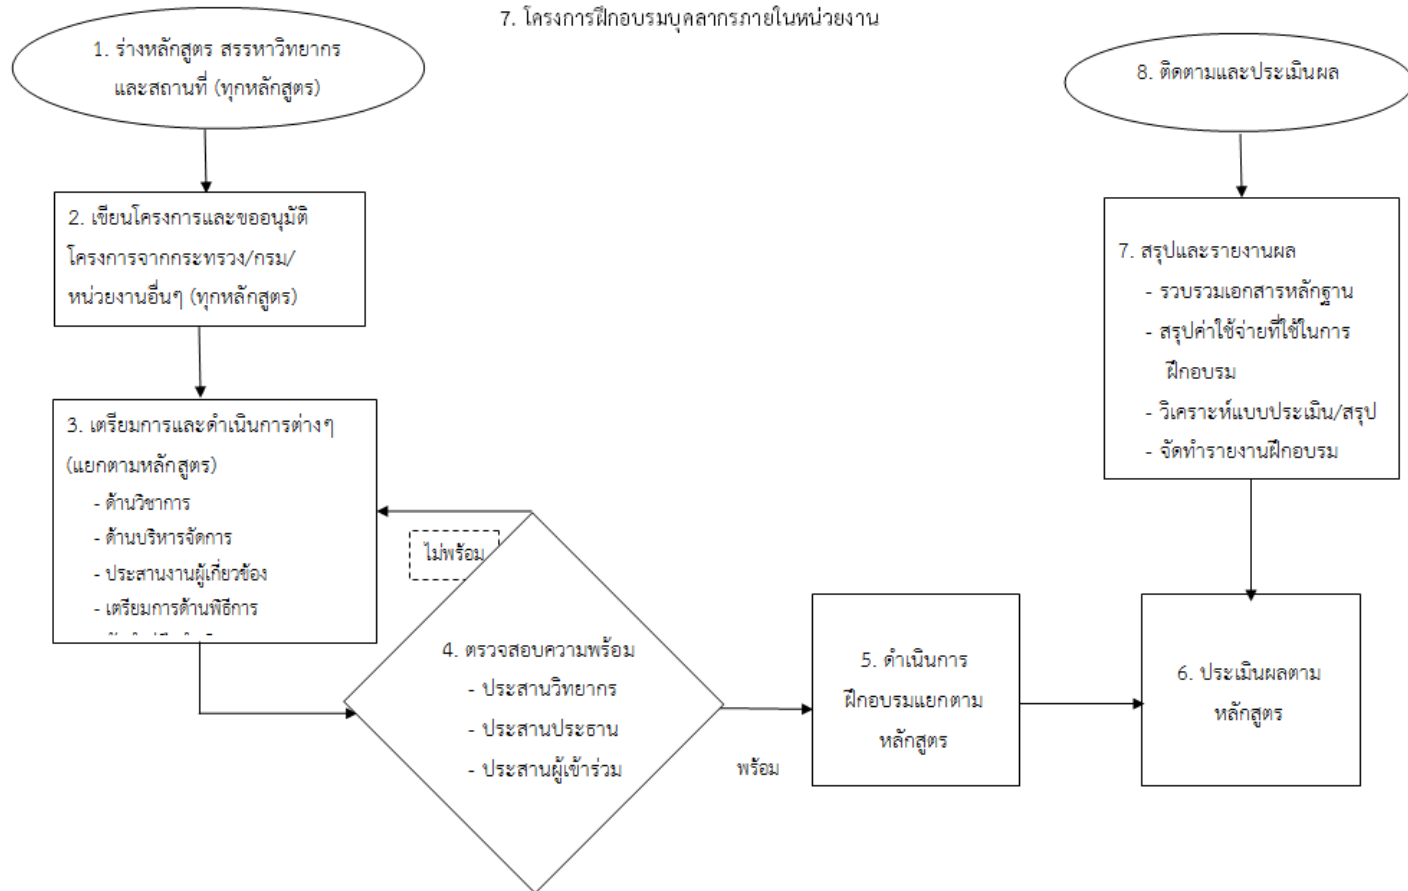 7. โครงการฝึกอบรมบุคลากรภายในหน่วยงาน
1. ร่างหลักสูตร สรรหาวิทยากร
และสถานที่ (ทุกหลักสูตร)
2. เขียนโครงการและขออนุมัติ
โครงการจากกระทรวง/กรม/
หน่วยงานอื่นๆ (ทุกหลักสูตร)
3. เตรียมการและดำเนินการต่างๆ
(แยกตามหลักสูตร)
- ด้านวิชาการ
- ด้านบริหารจัดการ
- ประสานงานผู้เกี่ยวข้อง
- เตรียมการด้านพิธีการ
ไม่พร้อม
4. ตรวจสอบความพร้อม
- ประสานวิทยากร
- ประสานประธาน
- ประสานผู้เข้าร่วม
พร้อม
5. ดำเนินการ
ฝึกอบรมแยกตาม
หลักสูตร
6. ประเมินผลตาม
หลักสูตร
7. สรุปและรายงานผล
- รวบรวมเอกสารหลักฐาน
- สรุปค่าใช้จ่ายที่ใช้ในการ
ฝึกอบรม
- วิเคราะห์แบบประเมิน/สรุป
- จัดทำรายงานฝึกอบรม
8. ติดตามและประเมินผล